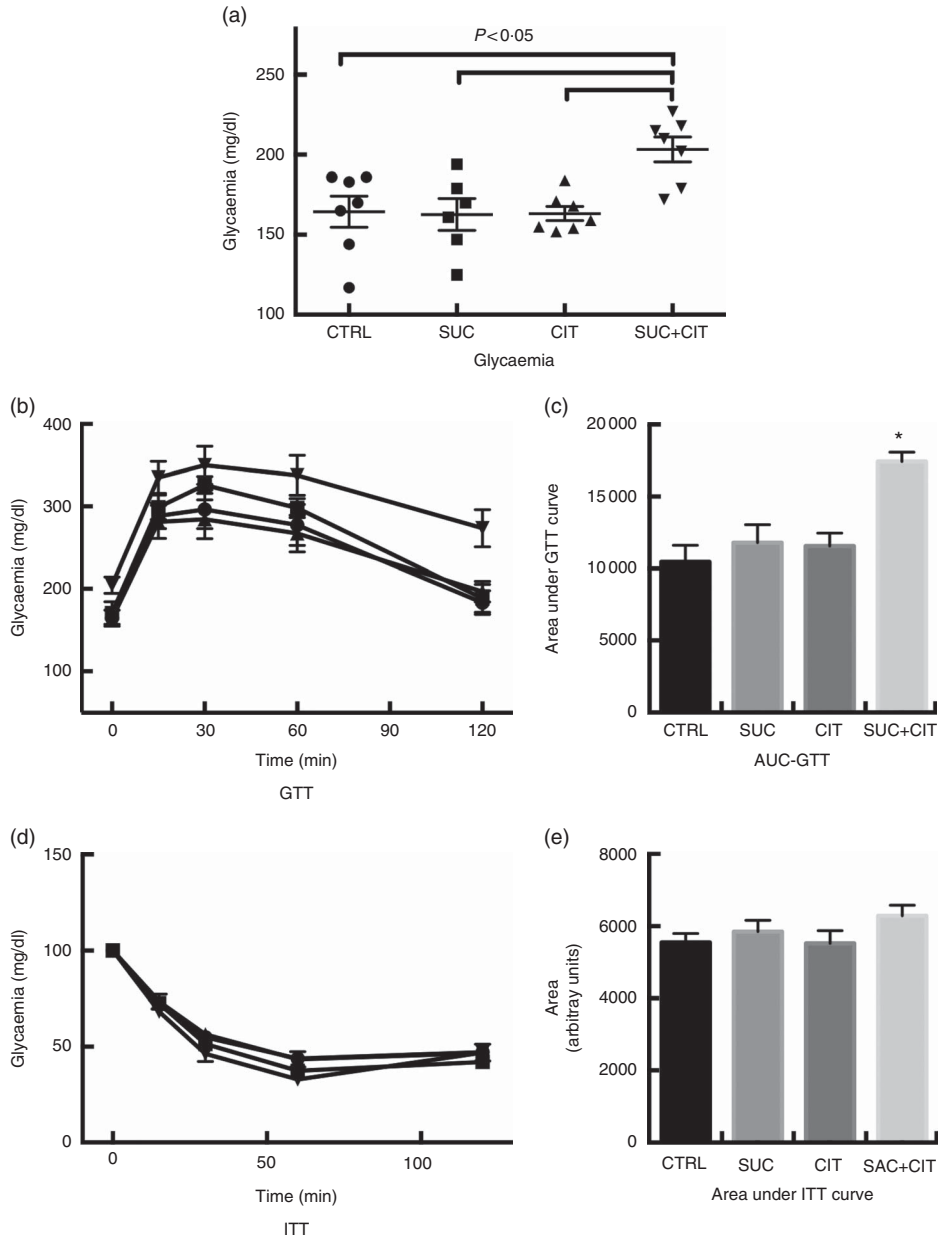 (a)
P<0·05
250
200
150
100
Glycaemia (mg/dl)
CTRL SUC CIT SUC+CIT
Glycaemia
(b)
400
300
200
100
Glycaemia (mg/dl)
0 30 60 90 120
Time (min)
GTT
(c)
20 000
15 000
10 000
5000
0
Area under GTT curve
*
CTRL SUC CIT SUC+CIT
AUC-GTT
(d)
150
100
50
0
Glycaemia (mg/dl)
0 50 100
Time (min)
ITT
(e)
8000
6000
4000
2000
0
Area
(arbitray units)
CTRL SUC CIT SAC+CIT
Area under ITT curve